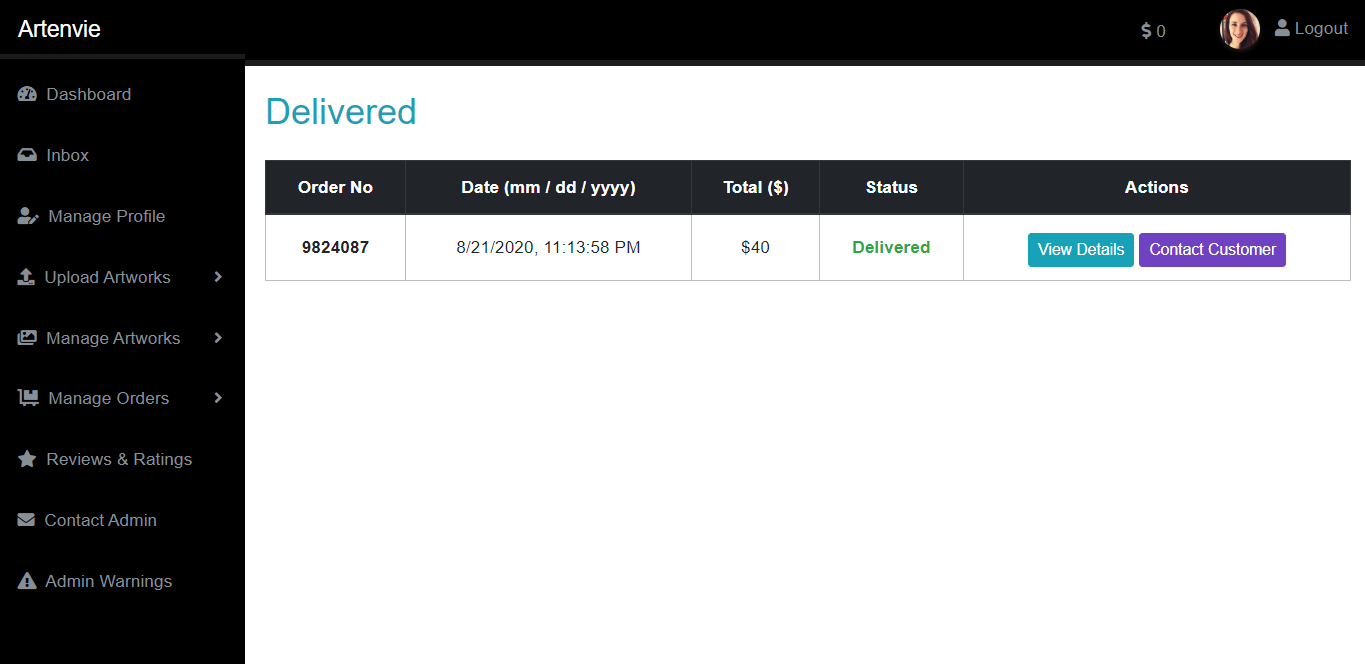 Artenvie
$ 0
Logout
Dashboard
Inbox
Manage Profile
Upload Artworks
Manage Artworks
Manage Orders
Reviews & Ratings
Contact Admin
Admin Warnings
Delivered
Order No Date (mm / dd / yyyy) Total ($) Status Actions
9824087 8/21/2020, 11:13:58 PM $40 Delivered View Details Contact Customer